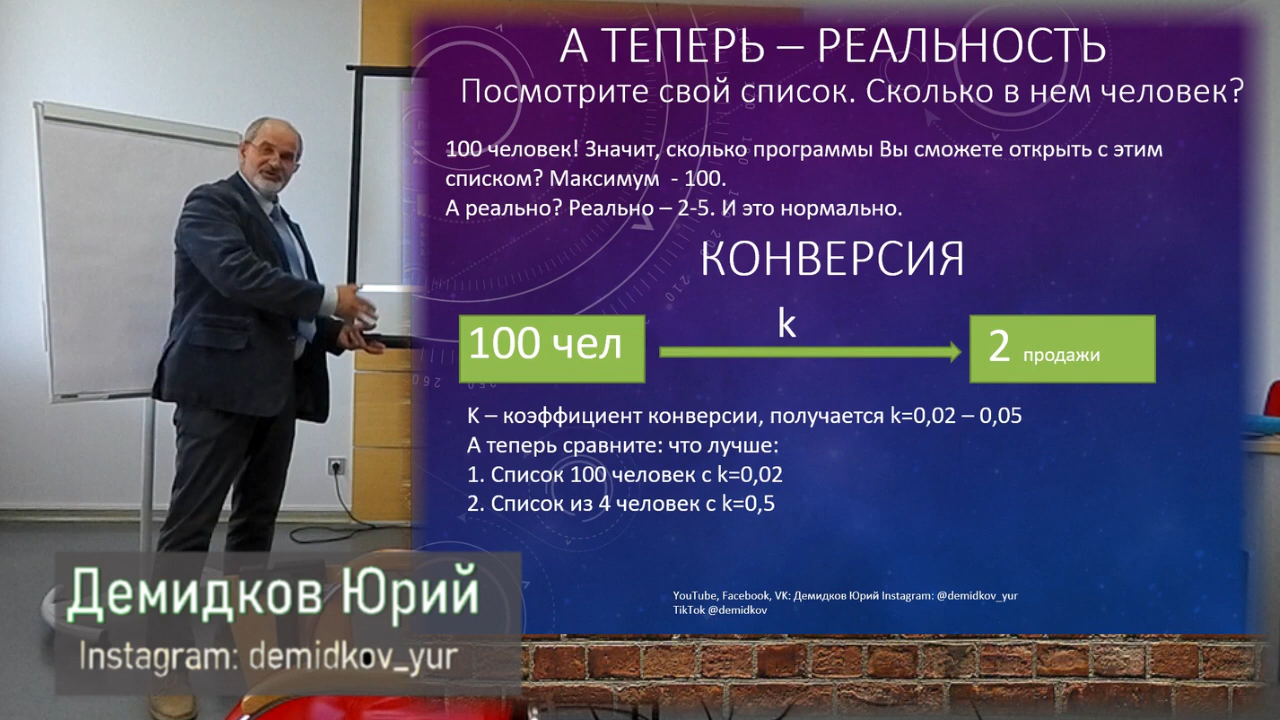 А ТЕПЕРЬ – РЕАЛЬНОСТЬ
Посмотрите свой список. Сколько в нем человек?
100 человек! Значит, сколько программы Вы сможете открыть с этим
списком? Максимум - 100.
А реально? Реально – 2-5. И это нормально.
КОНВЕРСИЯ
k
100 чел
2 продажи
K – коэффициент конверсии, получается k=0,02 – 0,05
А теперь сравните: что лучше:
1. Список 100 человек с k=0,02
2. Список из 4 человек с k=0,5
YouTube, Facebook, VK: Демидков Юрий Instagram: @demidkov_yur
TikTok @demidkov
Демидков Юрий
Instagram: demidkov_yur